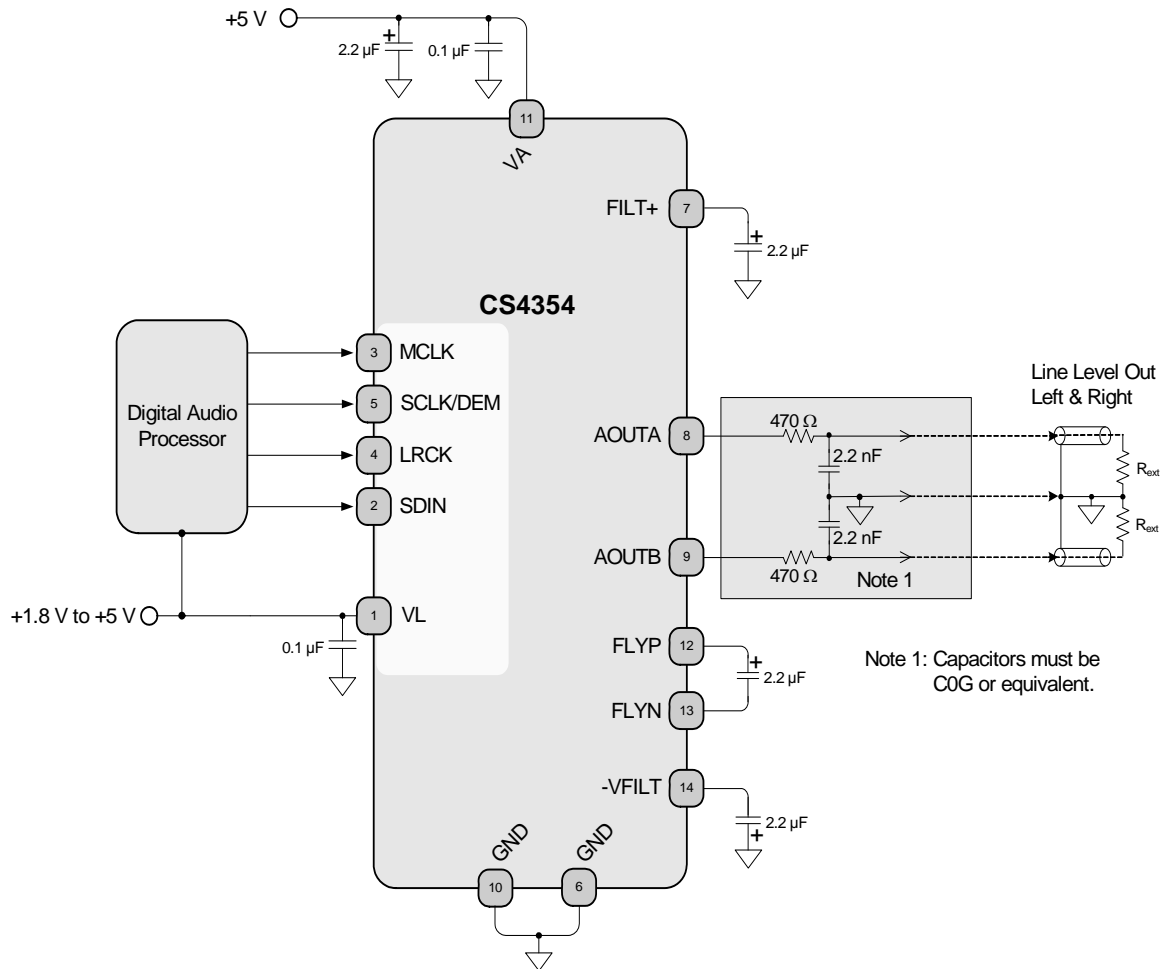 +5 V
+
2.2 µF
0.1 µF
11
VA
FILT+
7
+
2.2 µF
CS4354
Digital Audio
Processor
3
MCLK
5
SCLK/DEM
4
LRCK
2
SDIN
+1.8 V to +5 V
1
VL
0.1 µF
AOUTA
8
470 Ω
2.2 nF
2.2 nF
AOUTB
9
470 Ω
Note 1
Line Level Out
Left & Right
Rext
Rext
FLYP
12
+
2.2 µF
FLYN
13
Note 1: Capacitors must be
C0G or equivalent.
-VFILT
14
2.2 µF
+
GND
GND
10
6